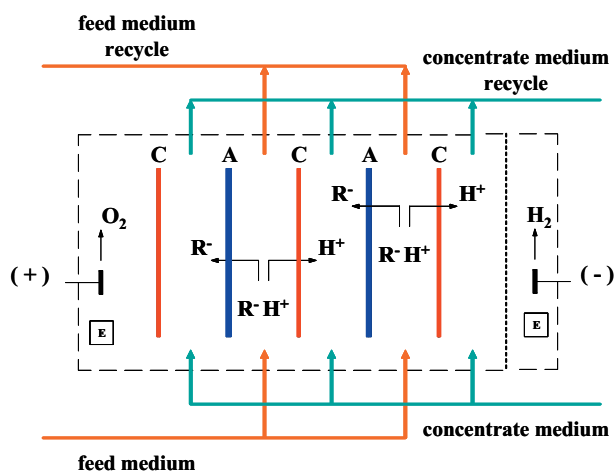 feed medium
recycle
concentrate medium
recycle
C A C A C
R⁻ H⁺
O₂ H₂
R⁻ H⁺
R⁻ H⁺
(+) (-)
R⁻ H⁺
E E
concentrate medium
feed medium